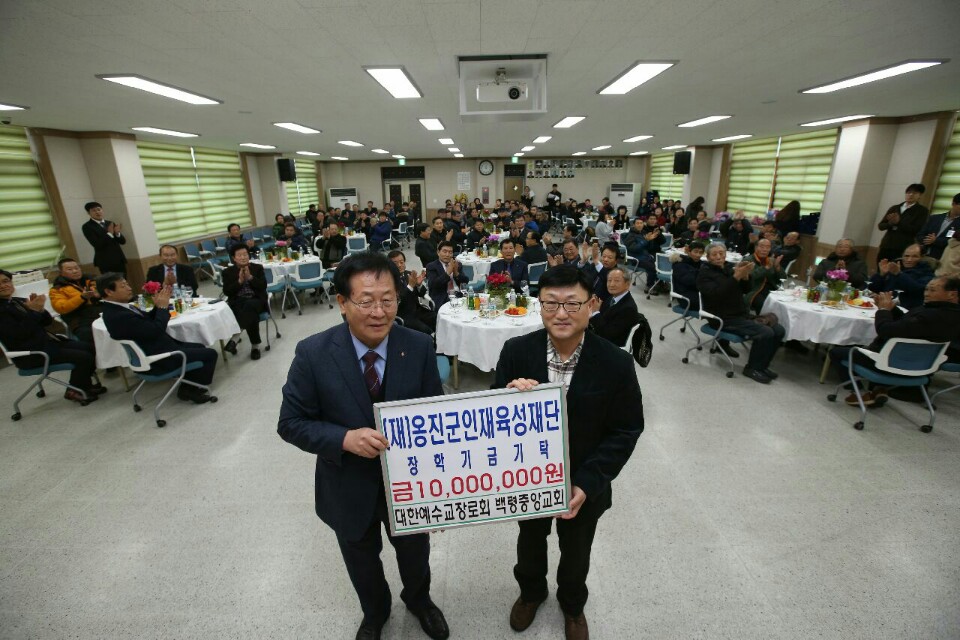 (재)옹진군인재육성재단
장학기금기탁
금10,000,000원
대한예수교장로회 백령중앙교회